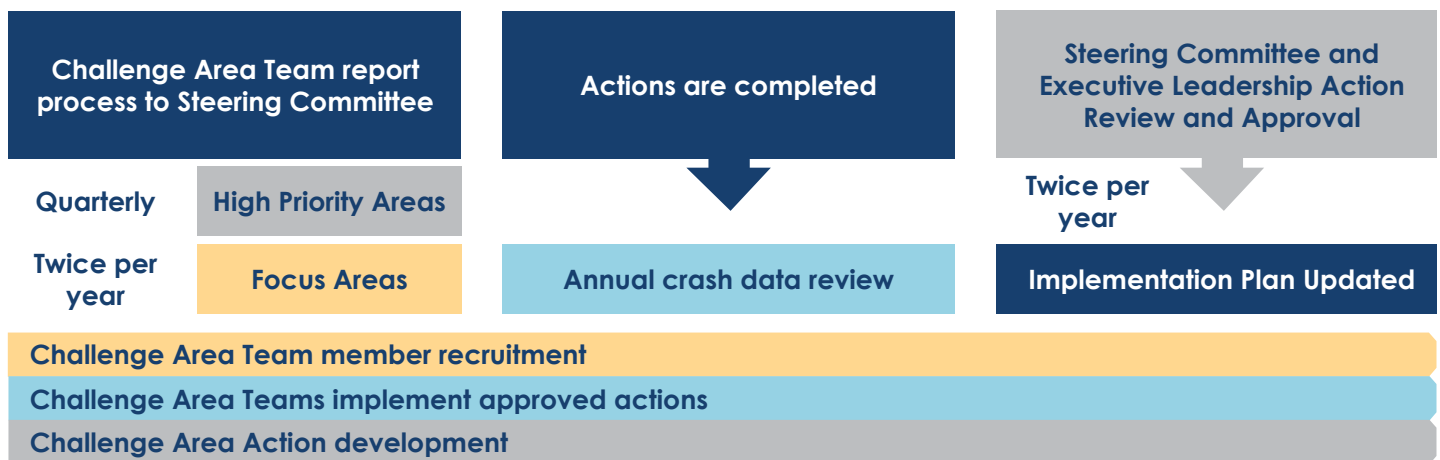 Challenge Area Team report
process to Steering Committee
Quarterly
High Priority Areas
Twice per
year
Focus Areas
Actions are completed
Annual crash data review
Steering Committee and
Executive Leadership Action
Review and Approval
Twice per
year
Implementation Plan Updated
Challenge Area Team member recruitment
Challenge Area Teams implement approved actions
Challenge Area Action development